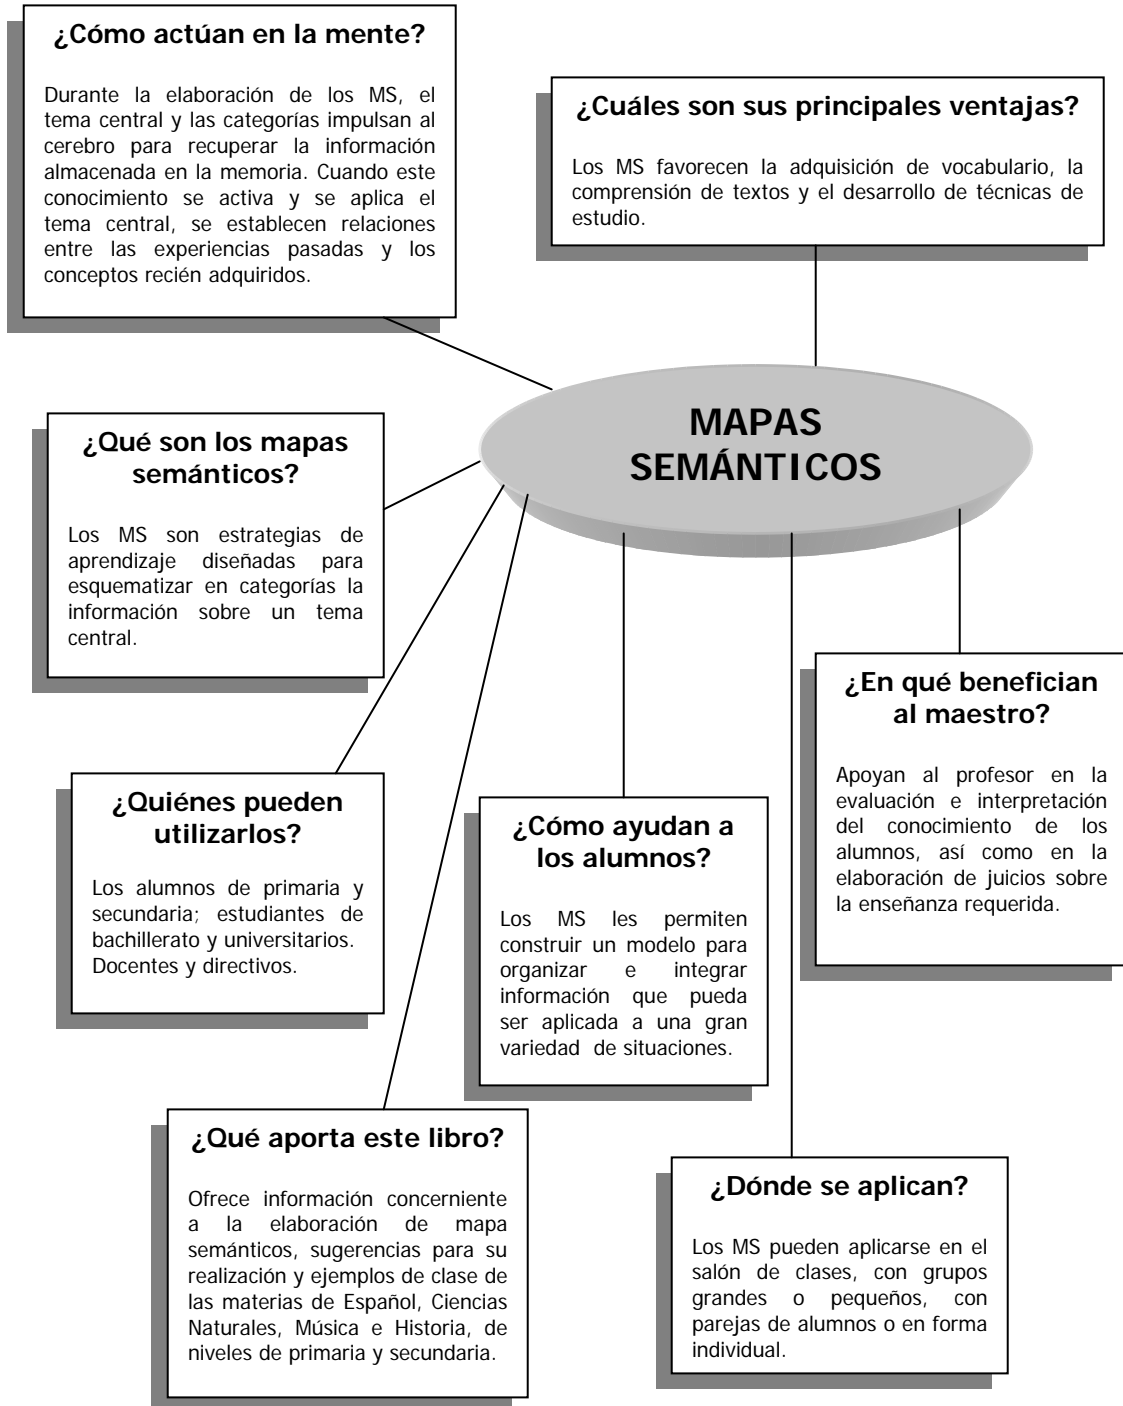 ¿Cómo actúan en la mente?
Durante la elaboración de los MS, el
tema central y las categorías impulsan al
cerebro para recuperar la información
almacenada en la memoria. Cuando este
conocimiento se activa y se aplica el
tema central, se establecen relaciones
entre las experiencias pasadas y los
conceptos recién adquiridos.
¿Cuáles son sus principales ventajas?
Los MS favorecen la adquisición de vocabulario, la
comprensión de textos y el desarrollo de técnicas de
estudio.
MAPAS
SEMÁNTICOS
¿Qué son los mapas
semánticos?
Los MS son estrategias de
aprendizaje diseñadas para
esquematizar en categorías la
información sobre un tema
central.
¿En qué benefician
al maestro?
Apoyan al profesor en la
evaluación e interpretación
del conocimiento de los
alumnos, así como en la
elaboración de juicios sobre
la enseñanza requerida.
¿Quiénes pueden
utilizarlos?
Los alumnos de primaria y
secundaria; estudiantes de
bachillerato y universitarios.
Docentes y directivos.
¿Cómo ayudan a
los alumnos?
Los MS les permiten
construir un modelo para
organizar e integrar
información que pueda
ser aplicada a una gran
variedad de situaciones.
¿Qué aporta este libro?
Ofrece información concerniente
a la elaboración de mapa
semánticos, sugerencias para su
realización y ejemplos de clase de
las materias de Español, Ciencias
Naturales, Música e Historia, de
niveles de primaria y secundaria.
¿Dónde se aplican?
Los MS pueden aplicarse en el
salón de clases, con grupos
grandes o pequeños, con
parejas de alumnos o en forma
individual.